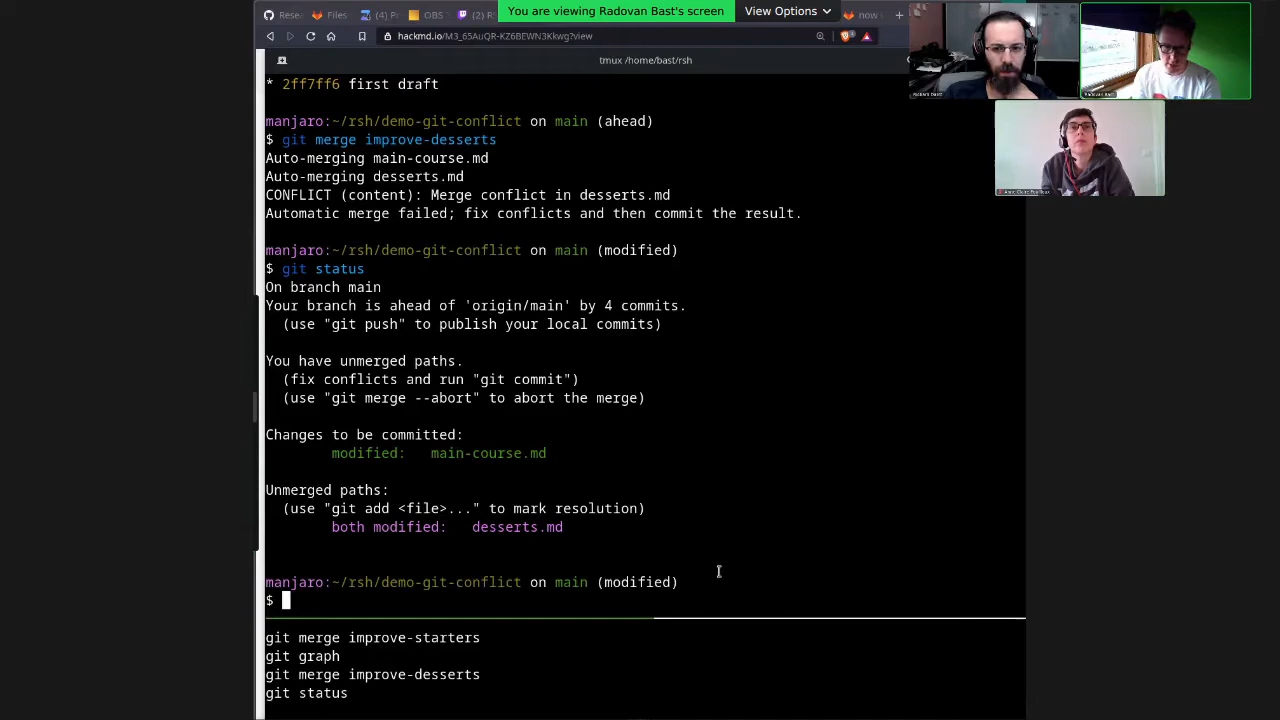 Rese
Files
(4) P
OBS
(2) R
You are viewing Radovan Bast's screen
View Options
now
hackmd.io/M3_65AuQR-KZ6BEWN3Kkwg?view
tmux /home/bast/rsh
* 2ff7ff6 first draft
manjaro:~/rsh/demo-git-conflict on main (ahead)
$ git merge improve-desserts
Auto-merging main-course.md
Auto-merging desserts.md
CONFLICT (content): Merge conflict in desserts.md
Automatic merge failed; fix conflicts and then commit the result.
manjaro:~/rsh/demo-git-conflict on main (modified)
$ git status
On branch main
Your branch is ahead of 'origin/main' by 4 commits.
(use "git push" to publish your local commits)
You have unmerged paths.
(fix conflicts and run "git commit")
(use "git merge --abort" to abort the merge)
Changes to be committed:
modified: main-course.md
Unmerged paths:
(use "git add <file>..." to mark resolution)
both modified: desserts.md
manjaro:~/rsh/demo-git-conflict on main (modified)
$
git merge improve-starters
git graph
git merge improve-desserts
git status